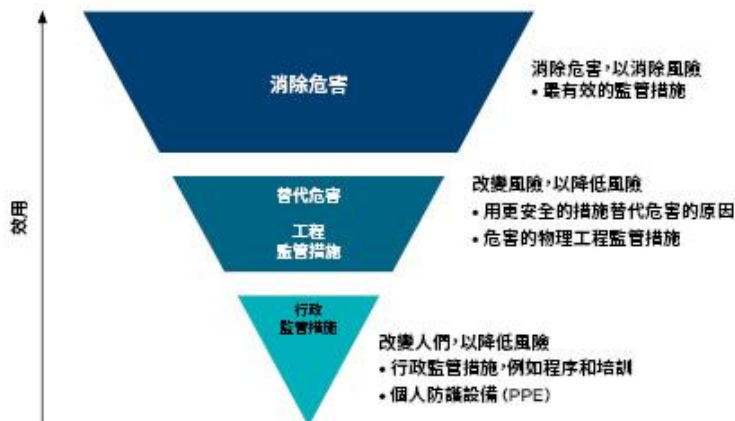 消除危害
消除危害，以消除風險
• 最有效的監管措施
效用
替代危害
工程
監管措施
改變風險，以降低風險
• 用更安全的措施替代危害的原因
• 危害的物理工程監管措施
行政
監管措施
改變人們，以降低風險
• 行政監管措施，例如程序和培訓
• 個人防護設備 (PPE)